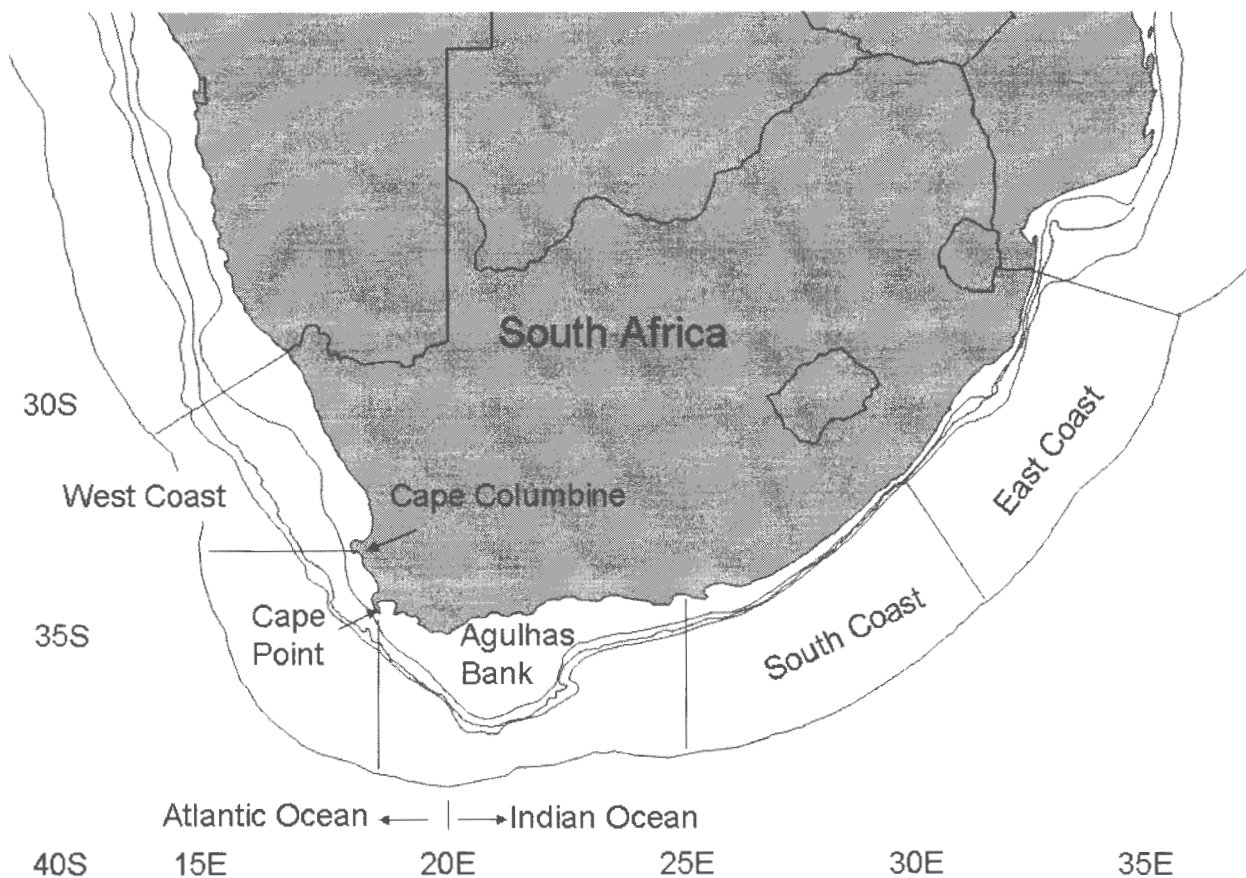 South Africa
30S
East Coast
West Coast
Cape Columbine
Cape
Point
35S
Agulhas
Bank
South Coast
Atlantic Ocean
Indian Ocean
40S
15E
20E
25E
30E
35E